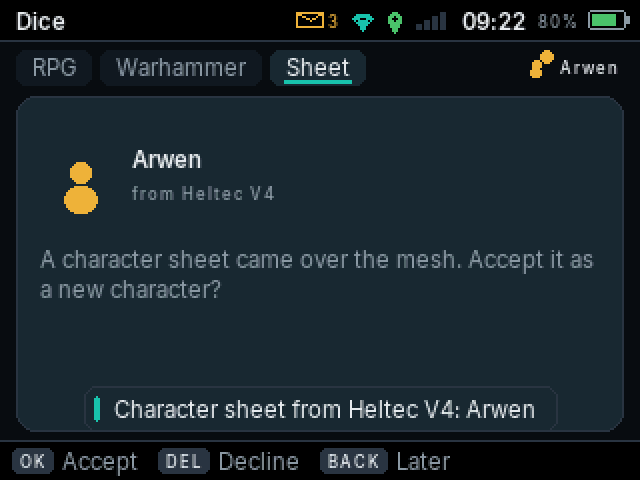 Dice 3 09:22 80%
RPG Warhammer Sheet Arwen
Arwen
from Heltec V4
A character sheet came over the mesh. Accept it as
a new character?
Character sheet from Heltec V4: Arwen
OK Accept DEL Decline BACK Later